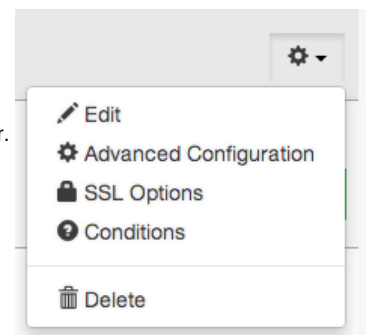 Edit
r.
Advanced Configuration
SSL Options
Conditions
Delete